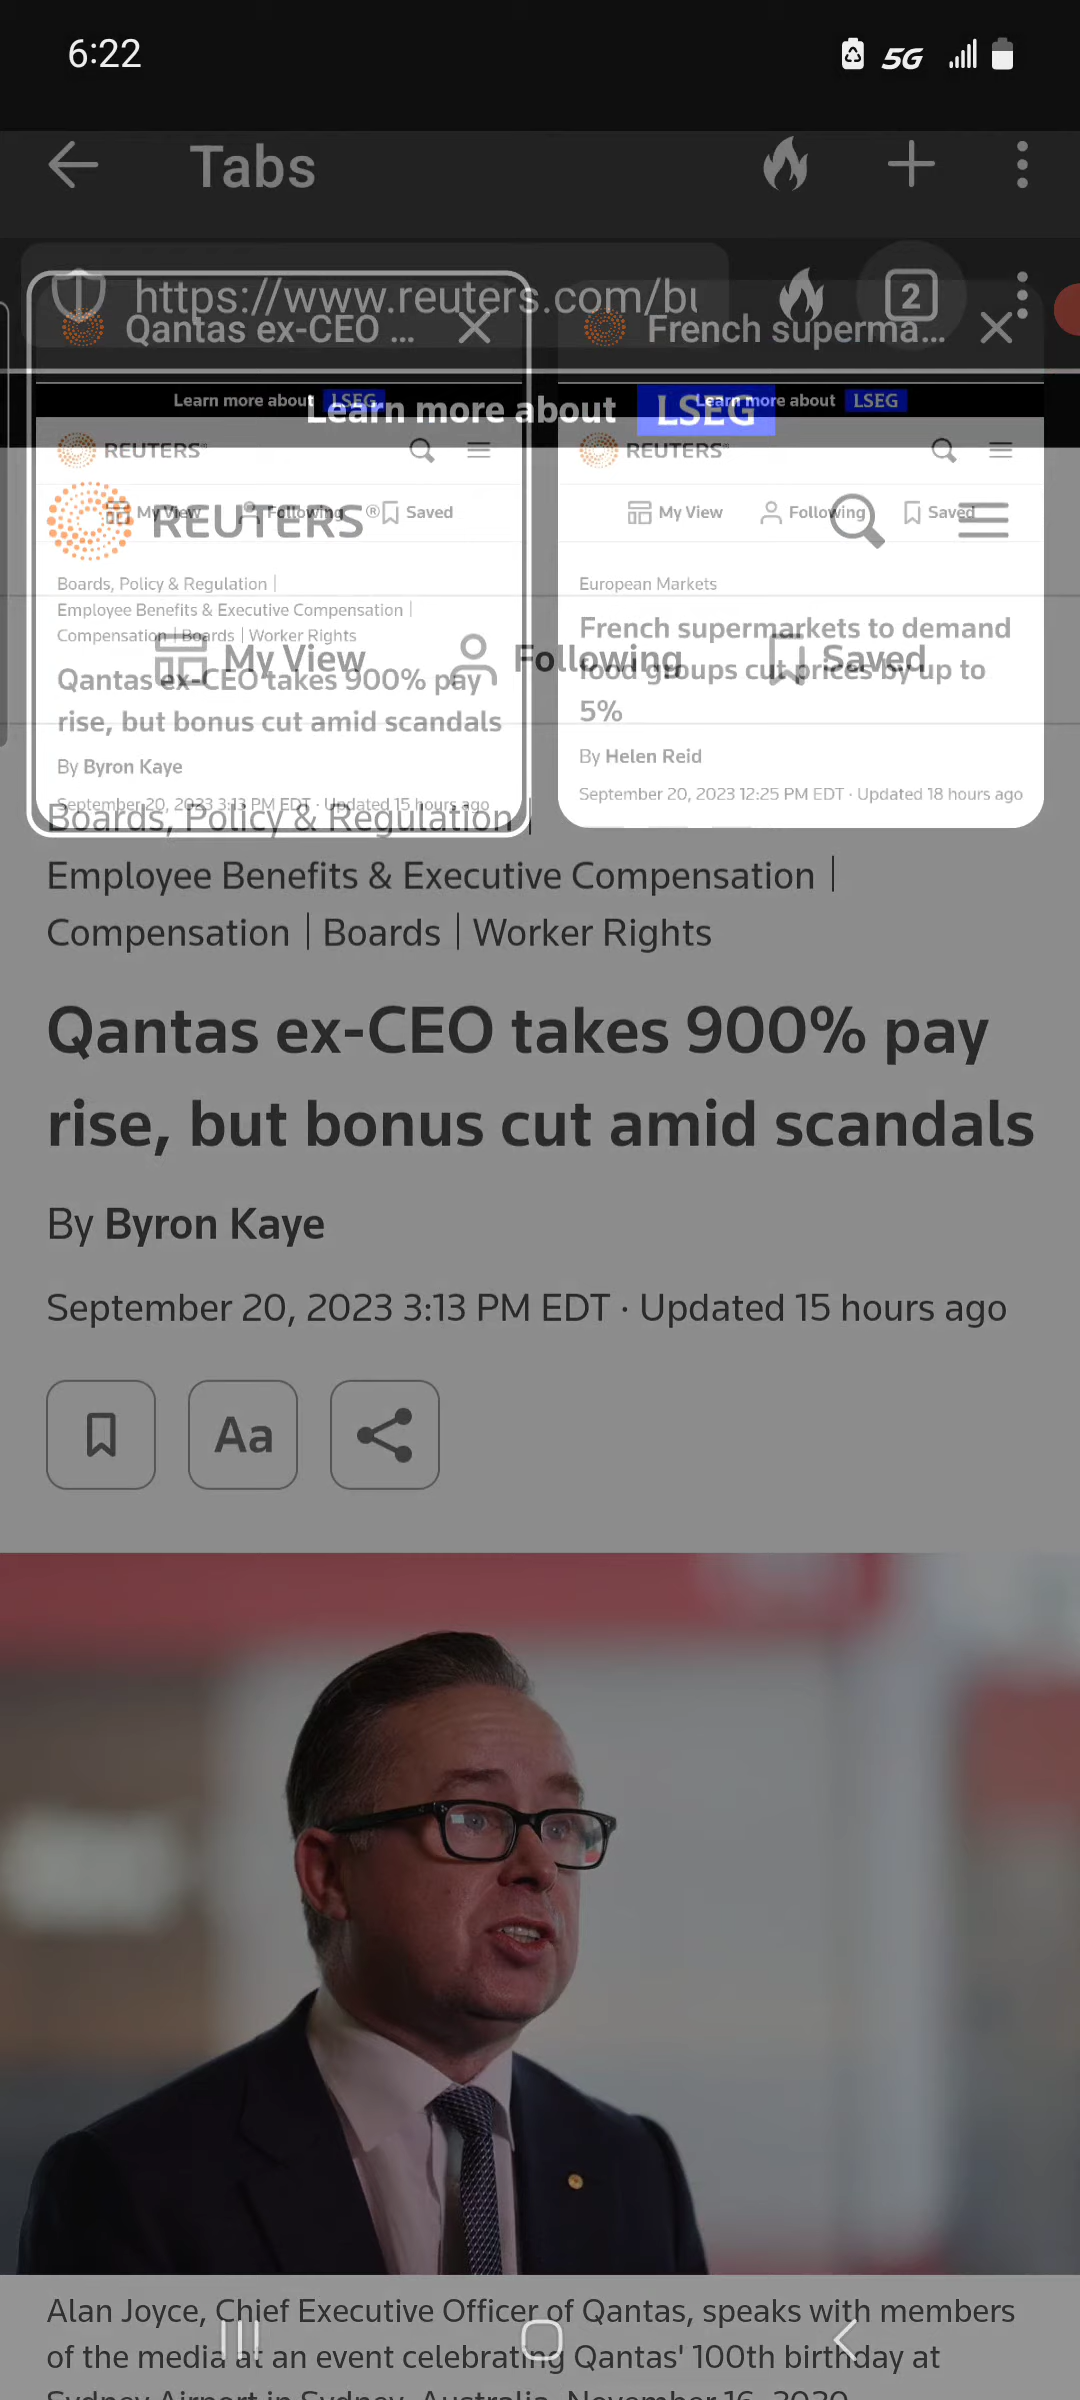 6:22
5G
Tabs
https://www.reuters.com/bu
2
Qantas ex-CEO ...
French superma...
Learn more about LSEG
Learn more about LSEG
Learn more about LSEG
REUTERS
REUTERS
My View Following Saved
My View Following Saved
REUTERS®
Boards, Policy & Regulation |
Employee Benefits & Executive Compensation |
Compensation | Boards | Worker Rights
Qantas ex-CEO takes 900% pay
rise, but bonus cut amid scandals
By Byron Kaye
September 20, 2023 3:13 PM EDT · Updated 15 hours ago
European Markets
French supermarkets to demand
food groups cut prices by up to
5%
By Helen Reid
September 20, 2023 12:25 PM EDT · Updated 18 hours ago
My View Following Saved
Boards, Policy & Regulation |
Employee Benefits & Executive Compensation |
Compensation | Boards | Worker Rights
Qantas ex-CEO takes 900% pay
rise, but bonus cut amid scandals
By Byron Kaye
September 20, 2023 3:13 PM EDT · Updated 15 hours ago
Aa
Alan Joyce, Chief Executive Officer of Qantas, speaks with members
of the media at an event celebrating Qantas' 100th birthday at
Sydney Airport in Sydney, Australia, November 16, 2020